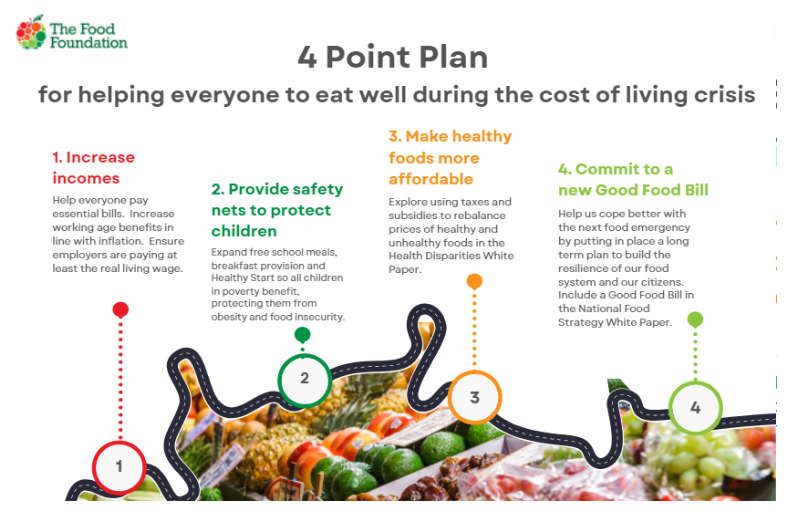 The Food
Foundation
4 Point Plan
for helping everyone to eat well during the cost of living crisis
1. Increase
incomes
Help everyone pay
essential bills. Increase
working age benefits in
line with inflation. Ensure
employers are paying at
least the real living wage.
2. Provide safety
nets to protect
children
Expand free school meals,
breakfast provision and
Healthy Start so all children
in poverty benefit,
protecting them from
obesity and food insecurity.
3. Make healthy
foods more
affordable
Explore using taxes and
subsidies to rebalance
prices of healthy and
unhealthy foods in the
Health Disparities White
Paper.
4. Commit to a
new Good Food Bill
Help us cope better with
the next food emergency
by putting in place a long
term plan to build the
resilience of our food
system and our citizens.
Include a Good Food Bill in
the National Food
Strategy White Paper.
1
2
3
4